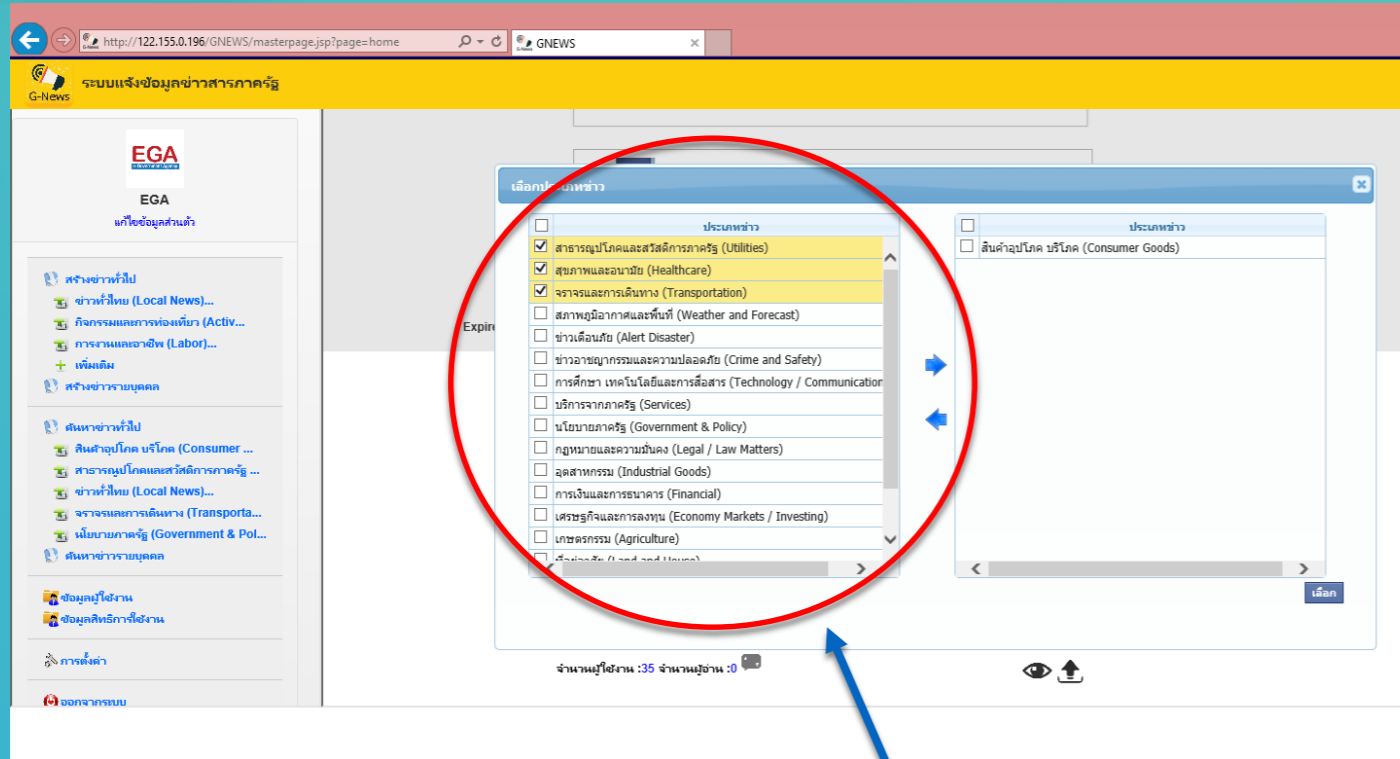 http://122.155.0.196/GNEWS/masterpage.jsp?page=home
GNEWS
G-News
ระบบแจ้งข้อมูลข่าวสารภาครัฐ
EGA
EGA
แก้ไขข้อมูลส่วนตัว
สร้างข่าวทั่วไป
ข่าวทั่วไทย (Local News)...
กิจกรรมและการท่องเที่ยว (Activ...
การงานและอาชีพ (Labor)...
เพิ่มเติม
สร้างข่าวรายบุคคล
ค้นหาข่าวทั่วไป
สินค้าอุปโภค บริโภค (Consumer ...
สาธารณูปโภคและสวัสดิการภาครัฐ ...
ข่าวทั่วไทย (Local News)...
จราจรและการเดินทาง (Transporta...
นโยบายภาครัฐ (Government & Pol...
ค้นหาข่าวรายบุคคล
ข้อมูลผู้ใช้งาน
ข้อมูลสิทธิการใช้งาน
การตั้งค่า
ออกจากระบบ
Expire
เลือกประเภทข่าว
ประเภทข่าว
สาธารณูปโภคและสวัสดิการภาครัฐ (Utilities)
สุขภาพและอนามัย (Healthcare)
จราจรและการเดินทาง (Transportation)
สภาพภูมิอากาศและพื้นที่ (Weather and Forecast)
ข่าวเตือนภัย (Alert Disaster)
ข่าวอาชญากรรมและความปลอดภัย (Crime and Safety)
การศึกษา เทคโนโลยีและการสื่อสาร (Technology / Communication
บริการจากภาครัฐ (Services)
นโยบายภาครัฐ (Government & Policy)
กฎหมายและความมั่นคง (Legal / Law Matters)
อุตสาหกรรม (Industrial Goods)
การเงินและการธนาคาร (Financial)
เศรษฐกิจและการลงทุน (Economy Markets / Investing)
เกษตรกรรม (Agriculture)
ที่อยู่อาศัย (Land and House)
ประเภทข่าว
สินค้าอุปโภค บริโภค (Consumer Goods)
เลือก
จำนวนผู้ใช้งาน :35 จำนวนผู้อ่าน :0